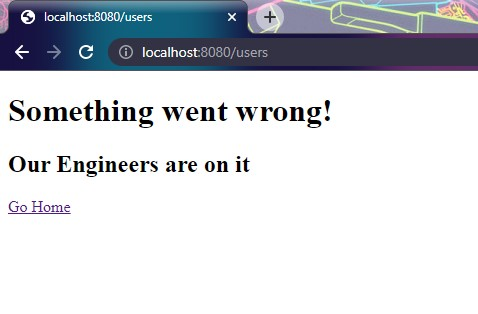 localhost:8080/users
localhost:8080/users
Something went wrong!
Our Engineers are on it
Go Home